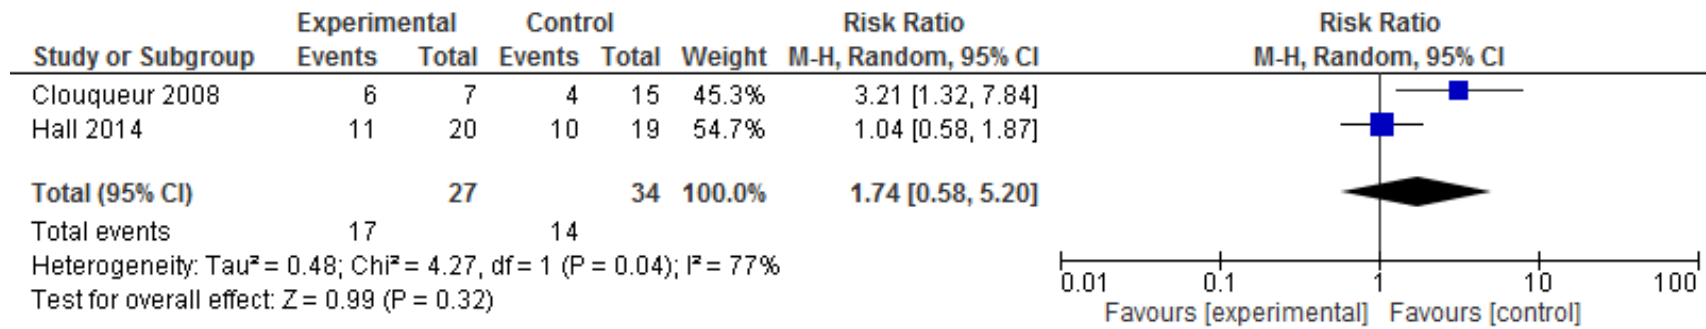 Experimental Control Risk Ratio Risk Ratio
Study or Subgroup Events Total Events Total Weight M-H, Random, 95% CI M-H, Random, 95% CI
Clouqueur 2008 6 7 4 15 45.3% 3.21 [1.32, 7.84]
Hall 2014 11 20 10 19 54.7% 1.04 [0.58, 1.87]
Total (95% CI) 27 34 100.0% 1.74 [0.58, 5.20]
Total events 17 14
Heterogeneity: Tau² = 0.48; Chi² = 4.27, df = 1 (P = 0.04); I² = 77%
Test for overall effect: Z = 0.99 (P = 0.32)
0.01 0.1 1 10 100
Favours [experimental] Favours [control]